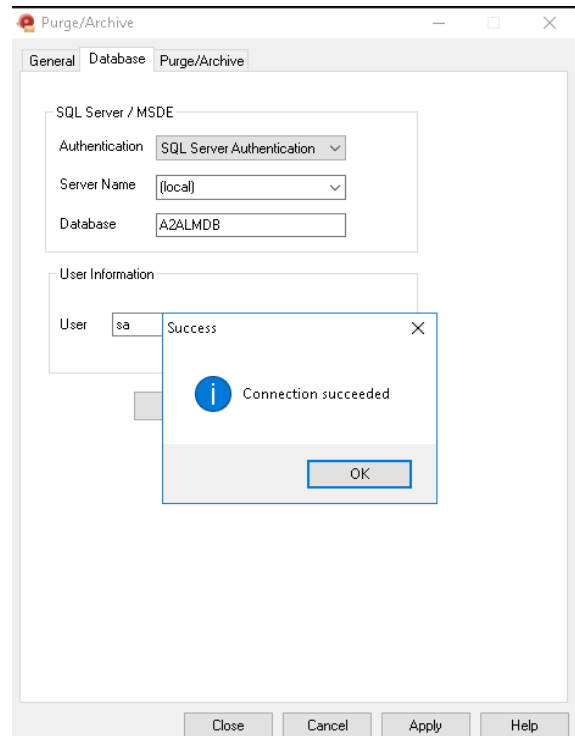 Purge/Archive
General Database Purge/Archive
SQL Server / MSDE
Authentication SQL Server Authentication
Server Name (local)
Database A2ALMDB
User Information
User sa
Success
Connection succeeded
OK
Close Cancel Apply Help